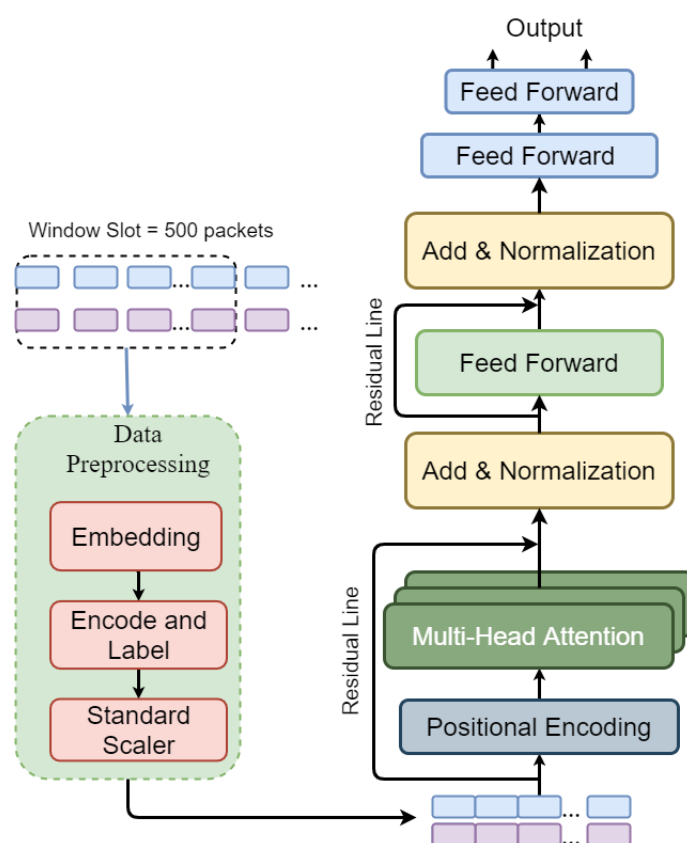 Output
Feed Forward
Feed Forward
Add & Normalization
Residual Line
Feed Forward
Add & Normalization
Residual Line
Multi-Head Attention
Positional Encoding
...
...
Window Slot = 500 packets
... ...
... ...
Data
Preprocessing
Embedding
Encode and
Label
Standard
Scaler